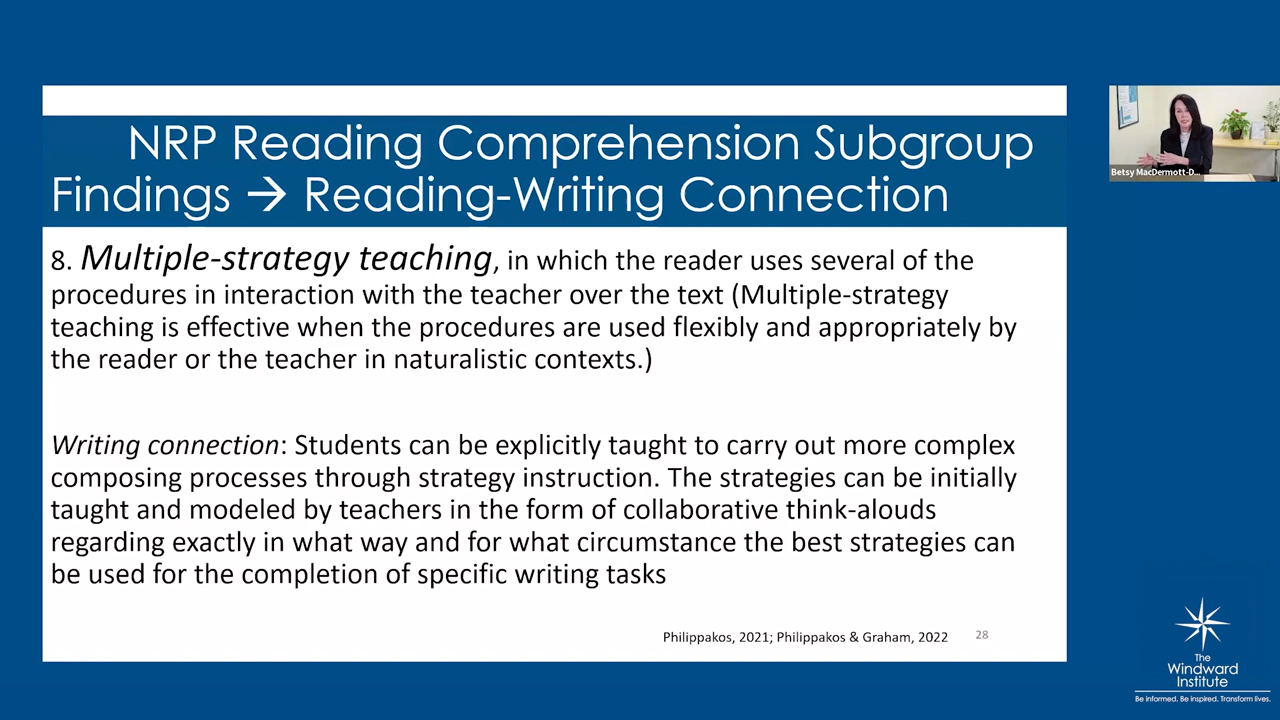 NRP Reading Comprehension Subgroup
Findings → Reading-Writing Connection
8. Multiple-strategy teaching, in which the reader uses several of the
procedures in interaction with the teacher over the text (Multiple-strategy
teaching is effective when the procedures are used flexibly and appropriately by
the reader or the teacher in naturalistic contexts.)
Writing connection: Students can be explicitly taught to carry out more complex
composing processes through strategy instruction. The strategies can be initially
taught and modeled by teachers in the form of collaborative think-alouds
regarding exactly in what way and for what circumstance the best strategies can
be used for the completion of specific writing tasks
Philippakos, 2021; Philippakos & Graham, 2022
28
Betsy MacDermott-D...
The
Windward
Institute
Be informed. Be inspired. Transform lives.